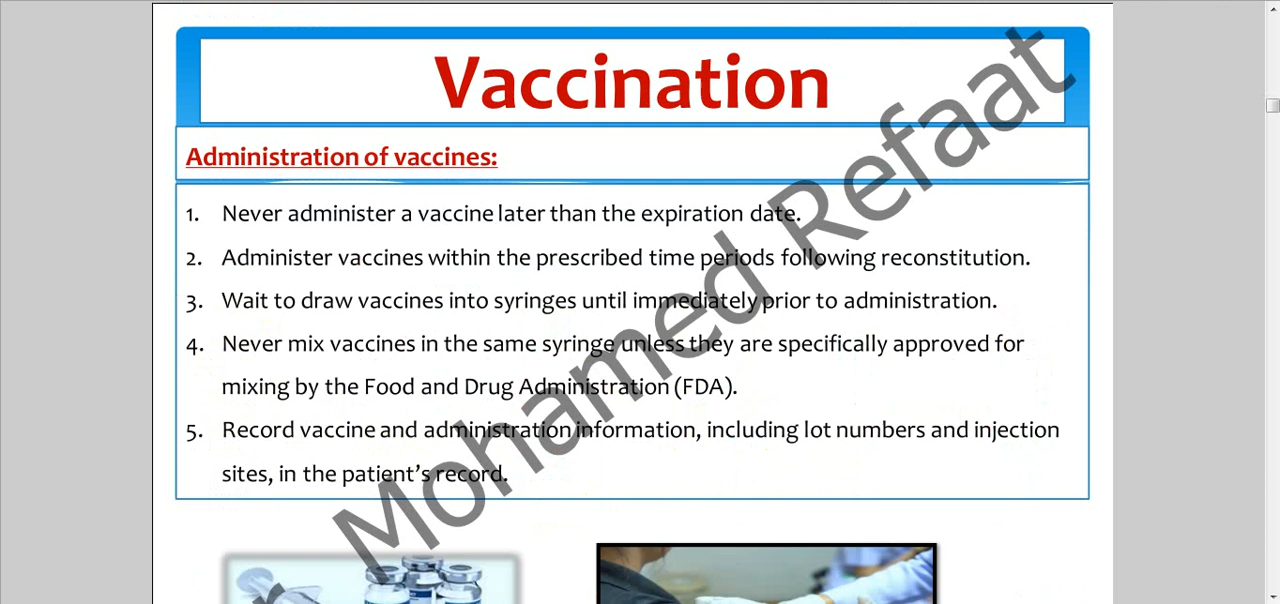 Vaccination
Administration of vaccines:
1. Never administer a vaccine later than the expiration date.
2. Administer vaccines within the prescribed time periods following reconstitution.
3. Wait to draw vaccines into syringes until immediately prior to administration.
4. Never mix vaccines in the same syringe unless they are specifically approved for
mixing by the Food and Drug Administration (FDA).
5. Record vaccine and administration information, including lot numbers and injection
sites, in the patient’s record.
Mohamed Refaat